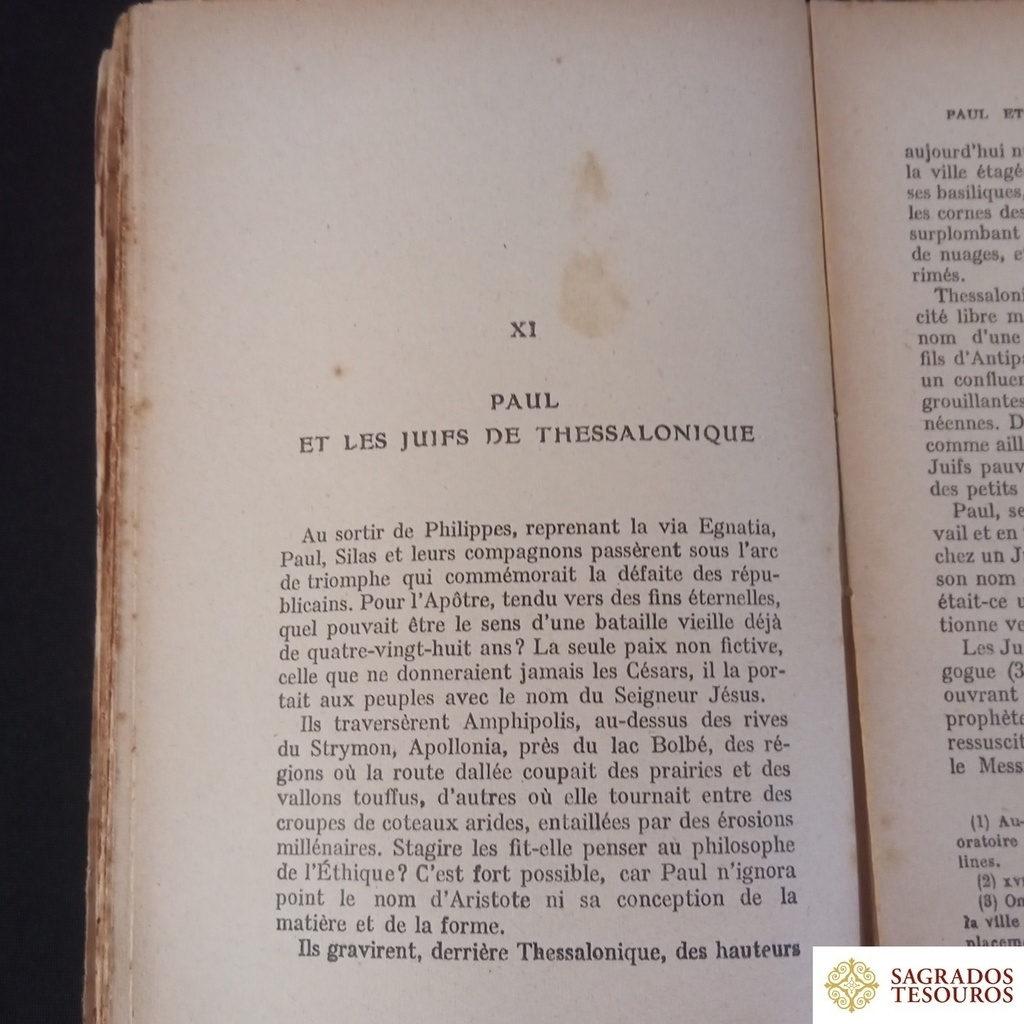 XI
PAUL
ET LES JUIFS DE THESSALONIQUE
Au sortir de Philippes, reprenant la via Egnatia,
Paul, Silas et leurs compagnons passèrent sous l'arc
de triomphe qui commémorait la défaite des répu-
blicains. Pour l'Apôtre, tendu vers des fins éternelles,
quel pouvait être le sens d'une bataille vieille déjà
de quatre-vingt-huit ans? La seule paix non fictive,
celle que ne donneraient jamais les Césars, il la por-
tait aux peuples avec le nom du Seigneur Jésus.
Ils traversèrent Amphipolis, au-dessus des rives
du Strymon, Apollonia, près du lac Bolbé, des ré-
gions où la route dallée coupait des prairies et des
vallons touffus, d'autres où elle tournait entre des
croupes de coteaux arides, entaillées par des érosions
millénaires. Stagire les fit-elle penser au philosophe
de l'Éthique? C'est fort possible, car Paul n'ignora
point le nom d'Aristote ni sa conception de la
matière et de la forme.
Ils gravirent, derrière Thessalonique, des hauteurs
PAUL ET
aujourd'hui
la ville étagé
ses basiliques,
les cornes des
surplombant
de nuages,
rimés.
Thessaloni
cité libre
nom d'une
fils d'Antip
un confluen
grouillantes
néennes. D
comme aill
Juifs pauv
des petits
Paul, se
vail et en
chez un J
son nom
était-ce
tionne ve
Les Ju
gogue (3
ouvrant
prophète
ressuscit
le Mess
(1) Au-
oratoire
lines.
(2) xv
(3) On
la ville
placem
SAGRADOS
TESOUROS